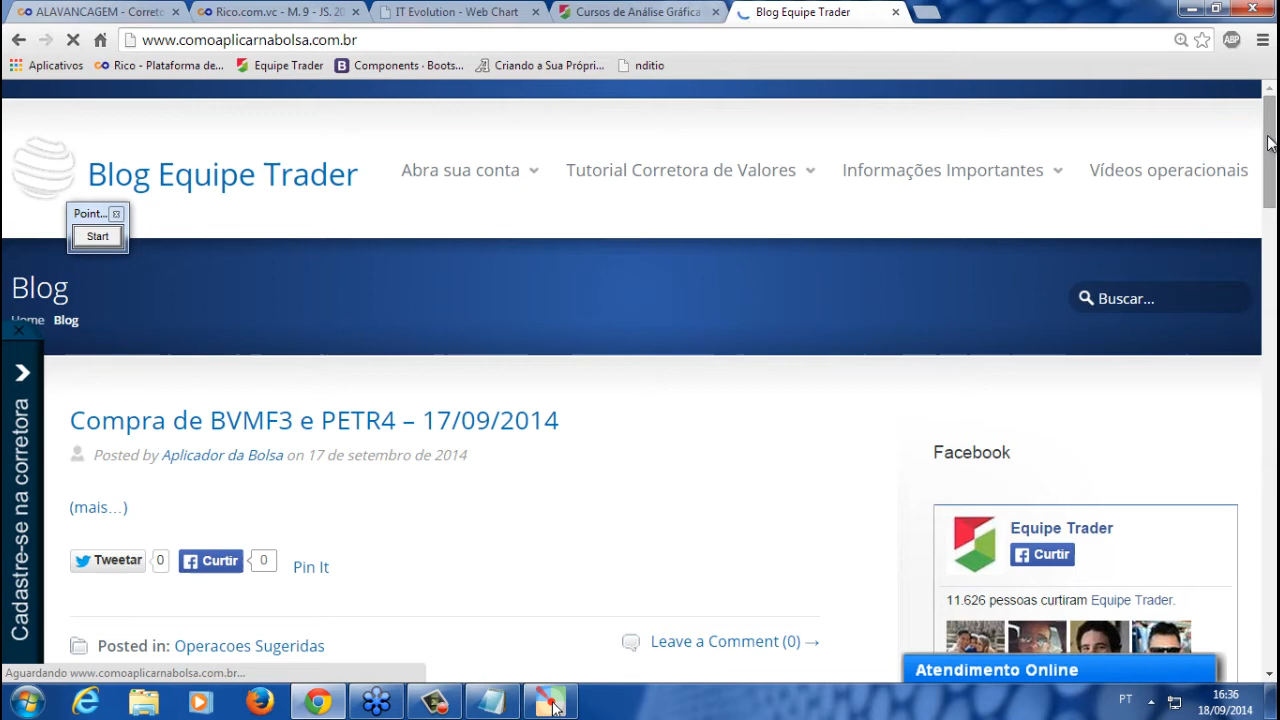 ALAVANCAGEM - Correto
Rico.com.vc - M. 9 - JS. 20
IT Evolution - Web Chart
Cursos de Análise Gráfica
Blog Equipe Trader
www.comoaplicarnabolsa.com.br
ABP
Aplicativos
Rico - Plataforma de...
Equipe Trader
B Components · Boots...
Criando a Sua Própri...
nditio
Blog Equipe Trader
Abra sua conta
Tutorial Corretora de Valores
Informações Importantes
Vídeos operacionais
Point...
Start
Blog
Home Blog
Buscar...
Cadastre-se na corretora
Compra de BVMF3 e PETR4 – 17/09/2014
Posted by Aplicador da Bolsa on 17 de setembro de 2014
(mais…)
Tweetar 0
Curtir 0
Pin It
Posted in: Operacoes Sugeridas
Leave a Comment (0) →
Facebook
Equipe Trader
Curtir
11.626 pessoas curtiram Equipe Trader.
Atendimento Online
Aguardando www.comoaplicarnabolsa.com.br...
PT
16:36
18/09/2014